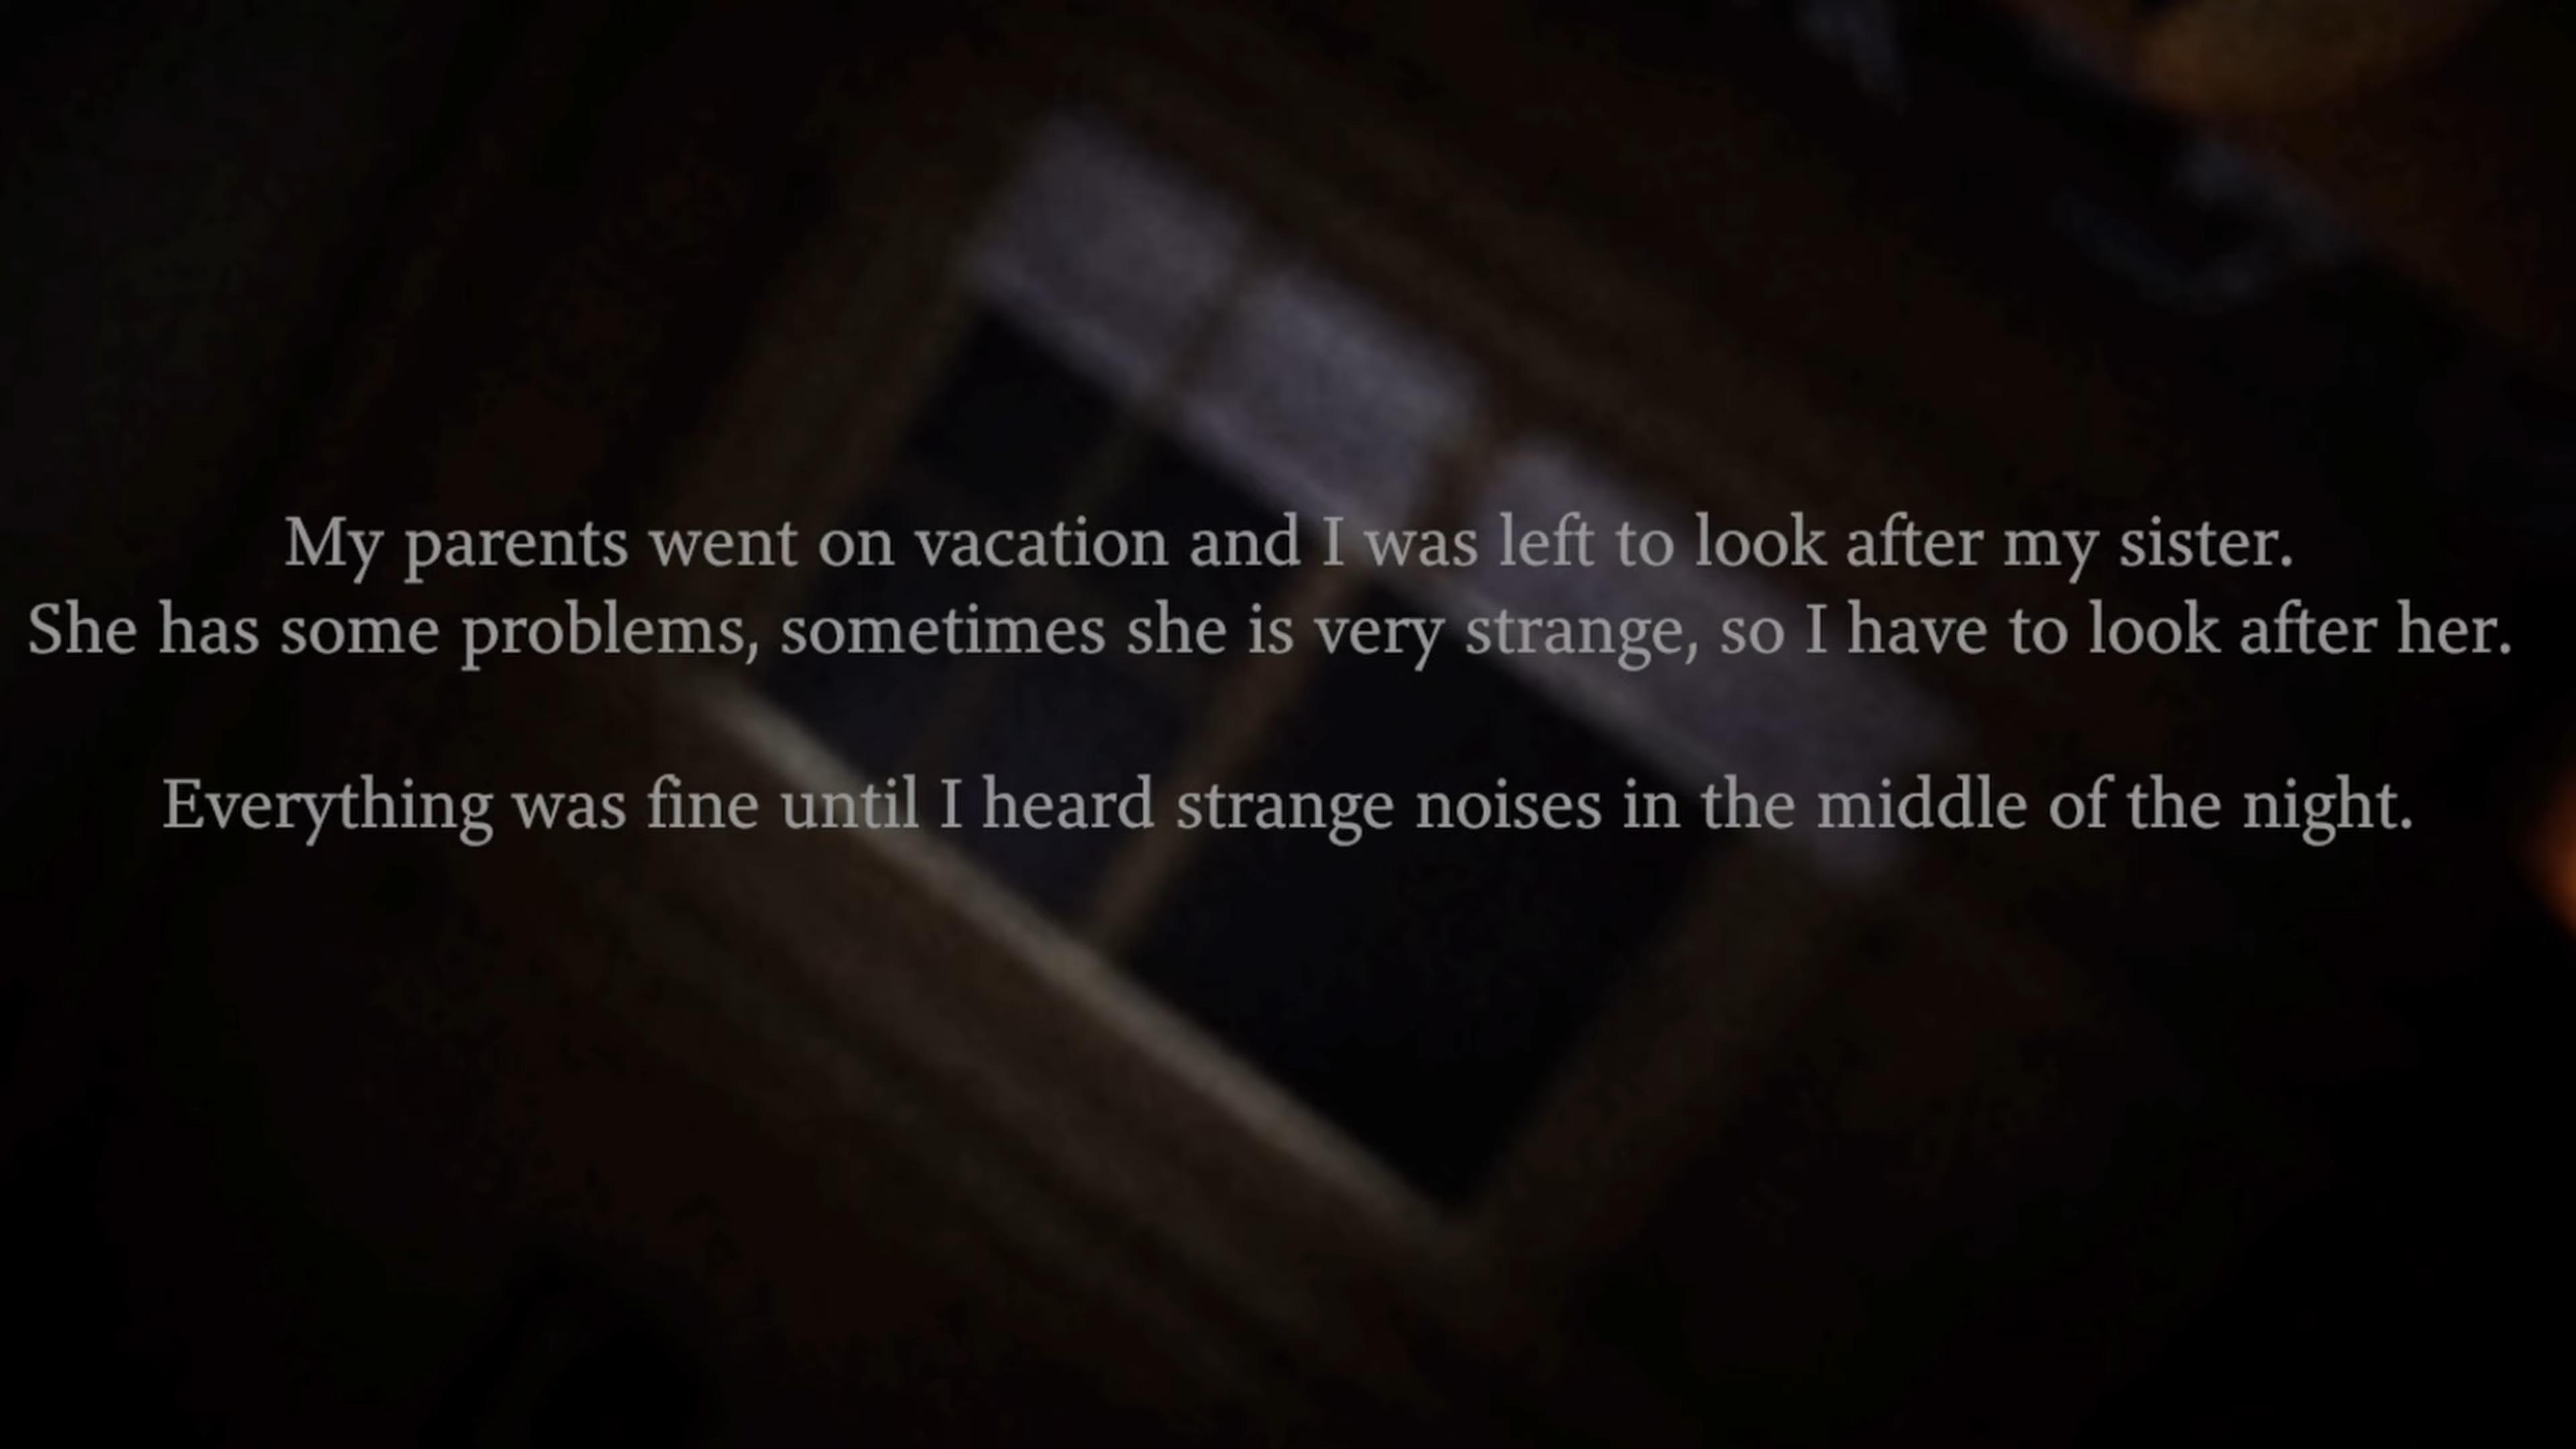 My parents went on vacation and I was left to look after my sister.
She has some problems, sometimes she is very strange, so I have to look after her.
Everything was fine until I heard strange noises in the middle of the night.